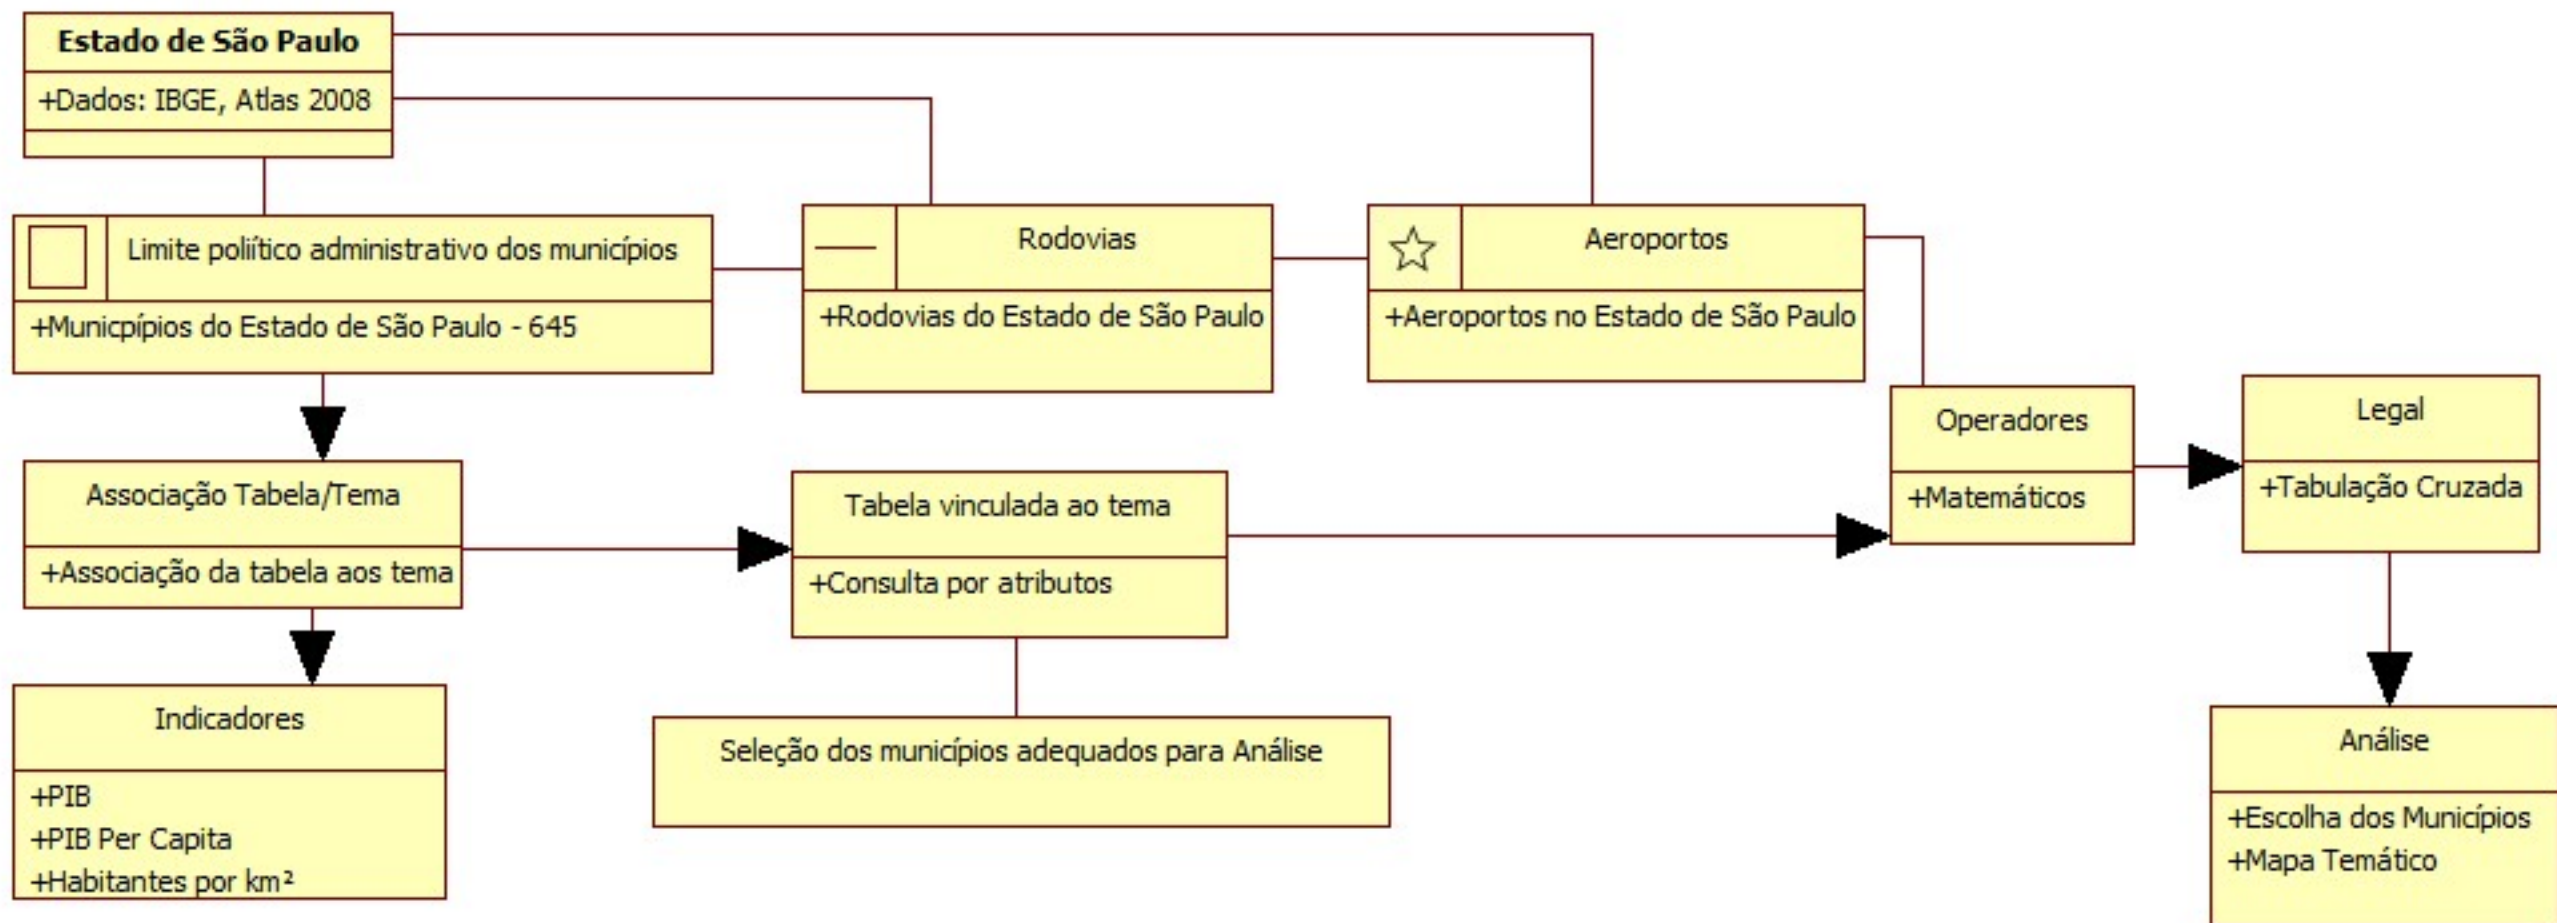 Estado de São Paulo
+Dados: IBGE, Atlas 2008
Limite poliítico administrativo dos municípios
+Municpípios do Estado de São Paulo - 645
Rodovias
+Rodovias do Estado de São Paulo
Aeroportos
+Aeroportos no Estado de São Paulo
Operadores
+Matemáticos
Legal
+Tabulação Cruzada
Associação Tabela/Tema
+Associação da tabela aos tema
Tabela vinculada ao tema
+Consulta por atributos
Indicadores
+PIB
+PIB Per Capita
+Habitantes por km²
Seleção dos municípios adequados para Análise
Análise
+Escolha dos Municípios
+Mapa Temático